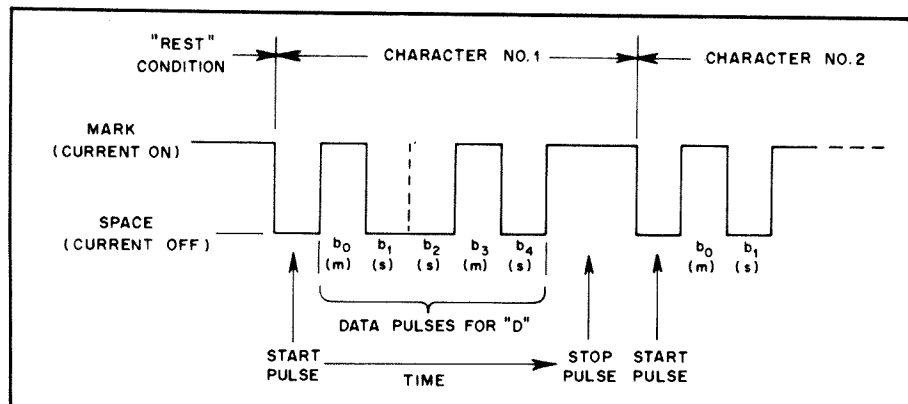 "REST"
CONDITION
CHARACTER NO.1
CHARACTER NO.2
MARK
(CURRENT ON)
SPACE
(CURRENT OFF)
b0 b1 b2 b3 b4 b0 b1
(m) (s) (s) (m) (s) (m) (s)
DATA PULSES FOR "D"
START
PULSE
TIME
STOP
PULSE
START
PULSE